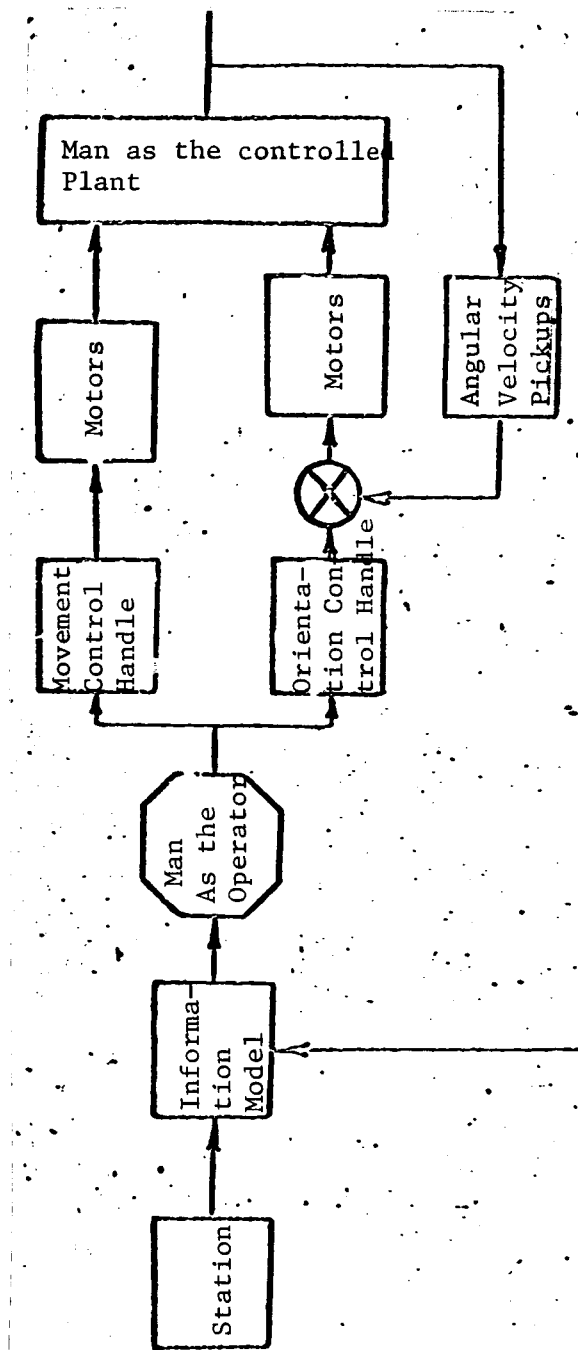 Man as the controlled
Plant
Motors
Motors
Angular
Velocity
Pickups
Movement
Control
Handle
Orienta-
tion Con
trol Handle
Man
As the
Operator
Informa-
tion
Model
Station